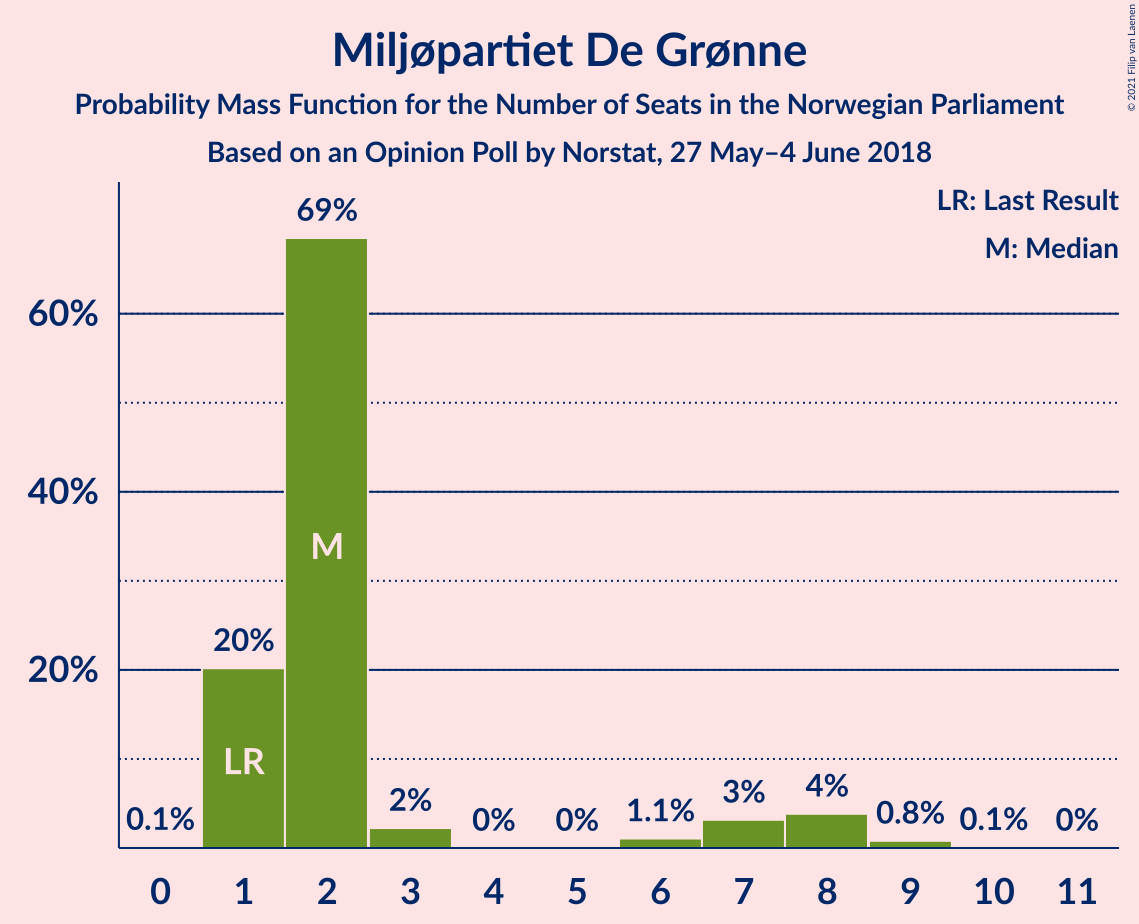 Miljøpartiet De Grønne
Probability Mass Function for the Number of Seats in the Norwegian Parliament
Based on an Opinion Poll by Norstat, 27 May–4 June 2018
© 2021 Filip van Laenen
LR: Last Result
M: Median
60%
40%
20%
0.1%
20%
69%
2%
0%
0%
1.1%
3%
4%
0.8%
0.1%
0%
LR
M
0 1 2 3 4 5 6 7 8 9 10 11